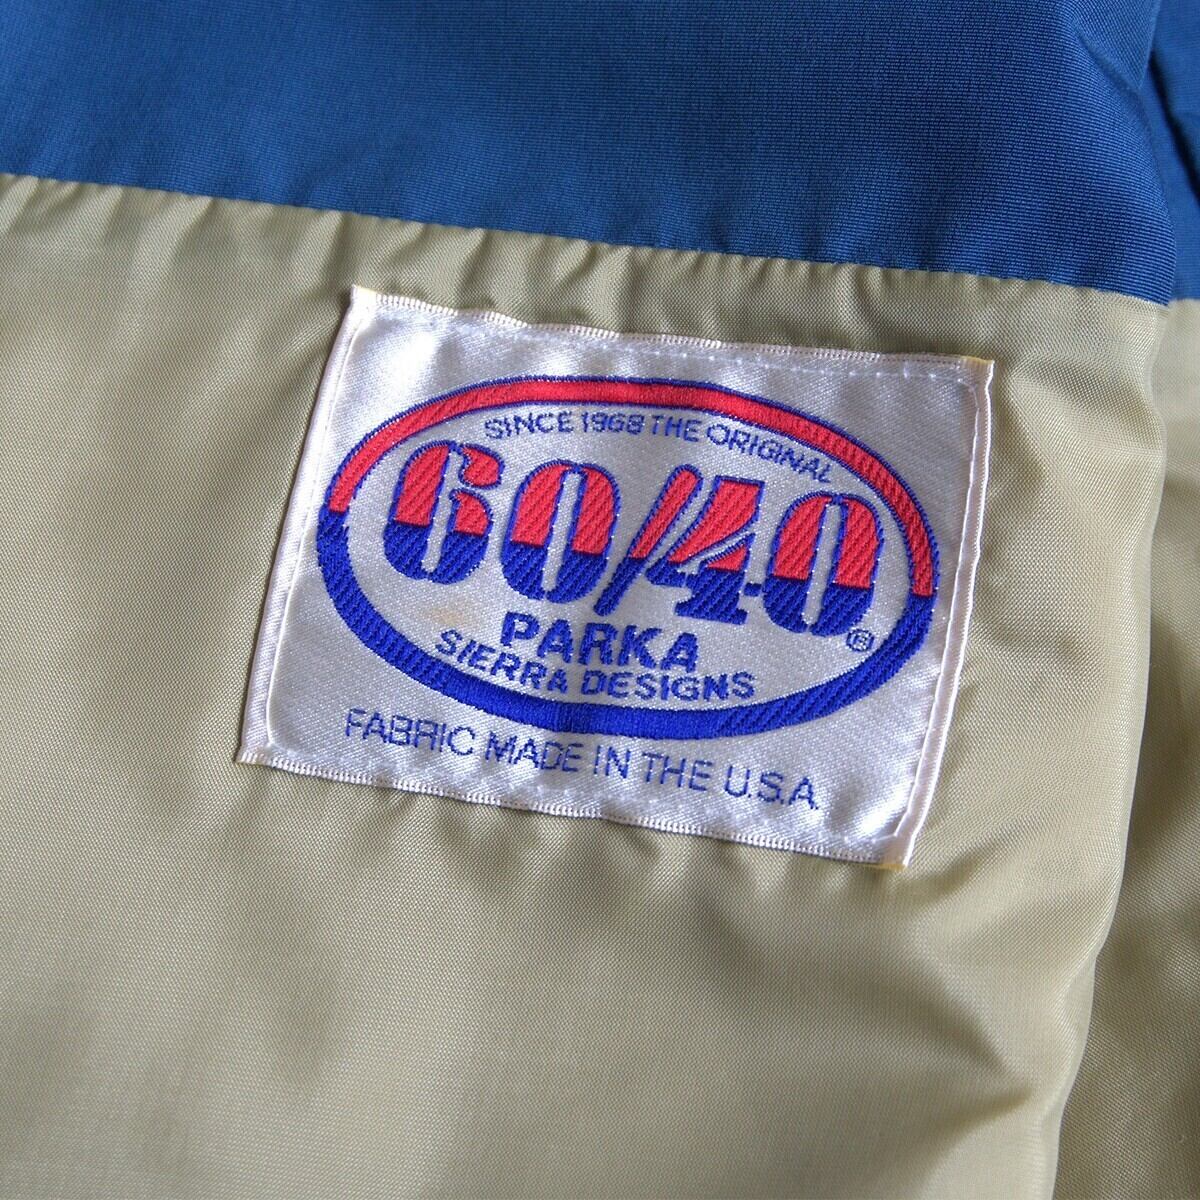 SINCE 1968 THE ORIGINAL
60/40®
PARKA
SIERRA DESIGNS
FABRIC MADE IN THE U.S.A.